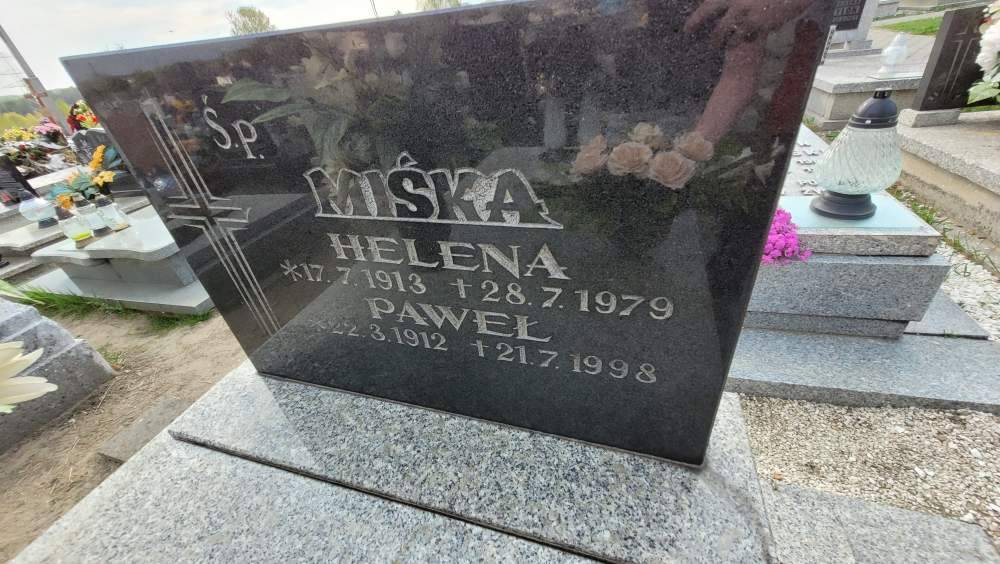 Ś.P.
MIŚKA
HELENA
*17.7.1913 †28.7.1979
PAWEŁ
*22.3.1912 †21.7.1998